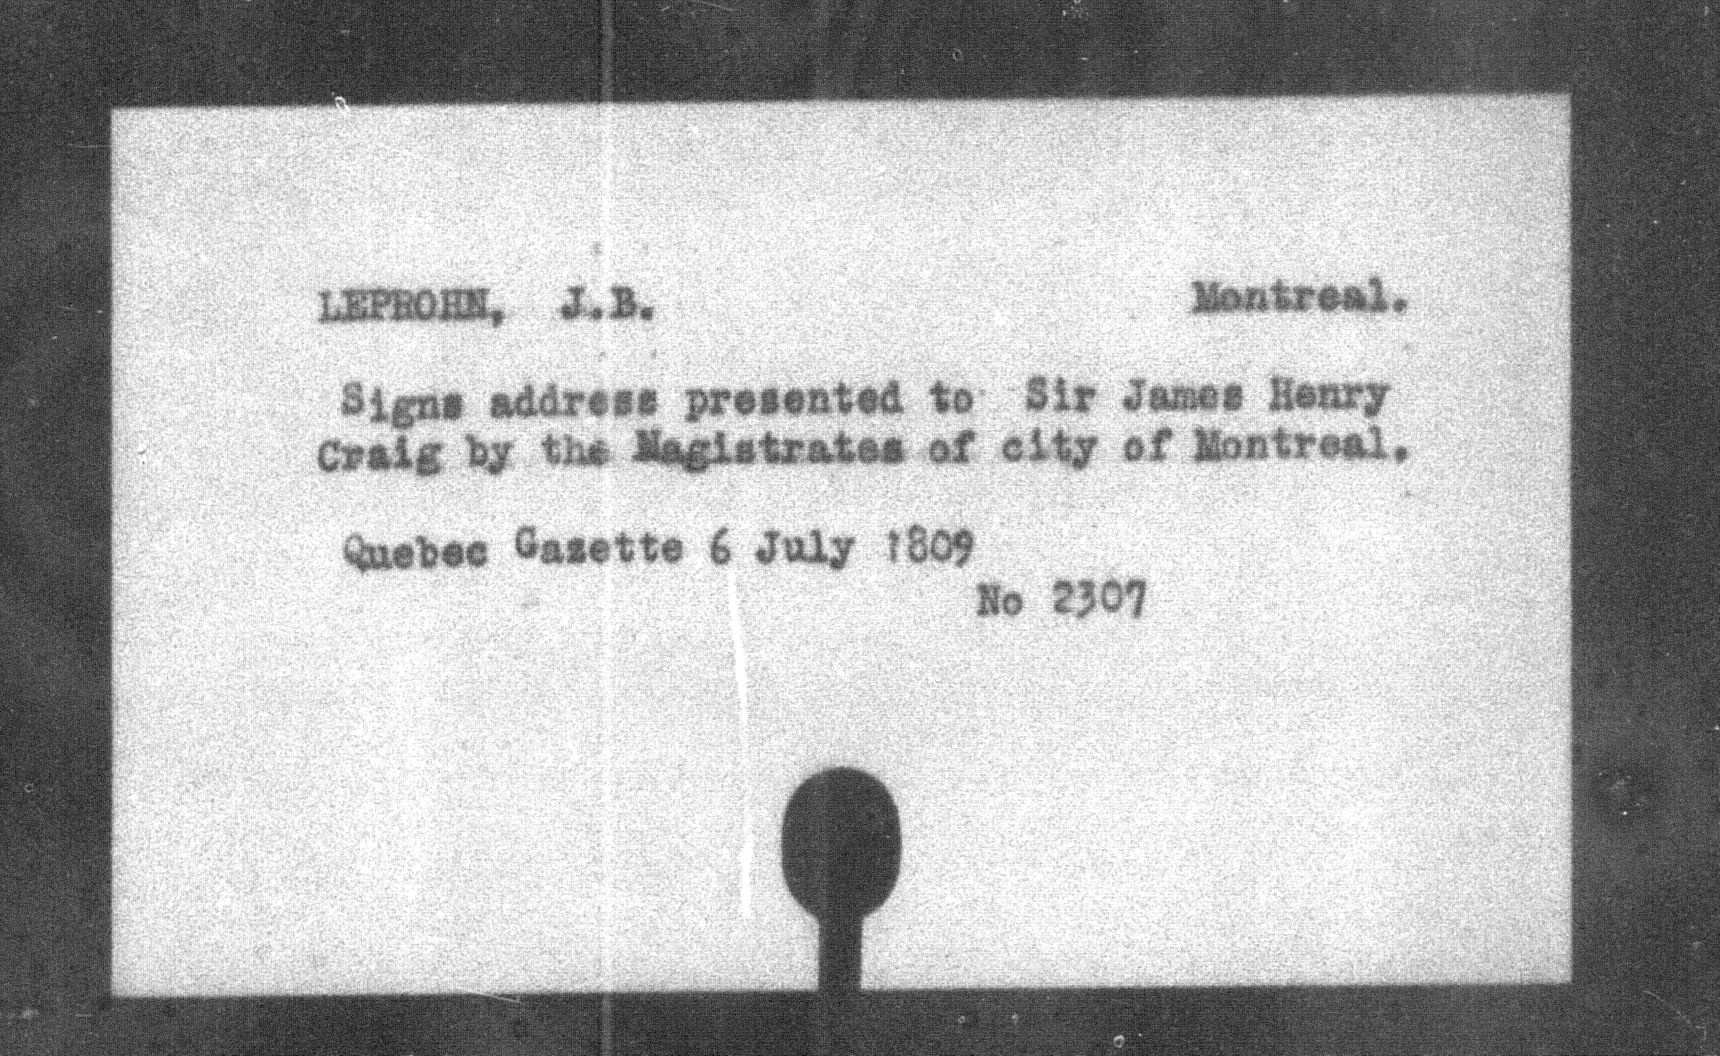 LEPROHN, J.B. Montreal.
Signs address presented to Sir James Henry
Craig by the Magistrates of city of Montreal.
Quebec Gazette 6 July 1809
No 2307